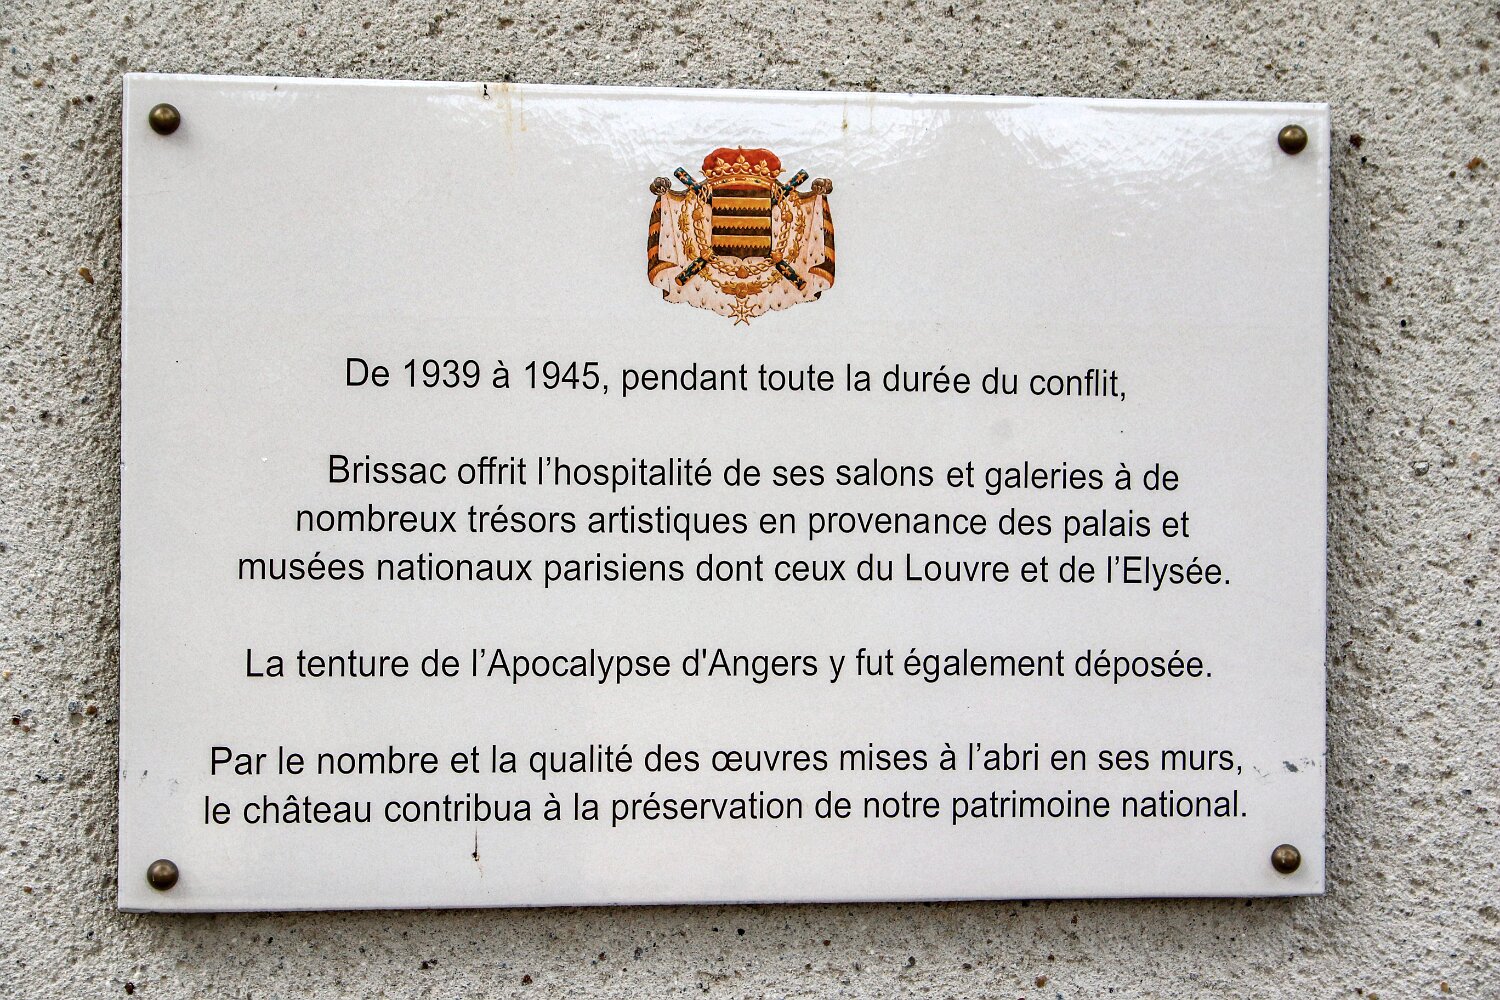 De 1939 à 1945, pendant toute la durée du conflit,
Brissac offrit l’hospitalité de ses salons et galeries à de
nombreux trésors artistiques en provenance des palais et
musées nationaux parisiens dont ceux du Louvre et de l’Elysée.
La tenture de l’Apocalypse d'Angers y fut également déposée.
Par le nombre et la qualité des œuvres mises à l’abri en ses murs,
le château contribua à la préservation de notre patrimoine national.